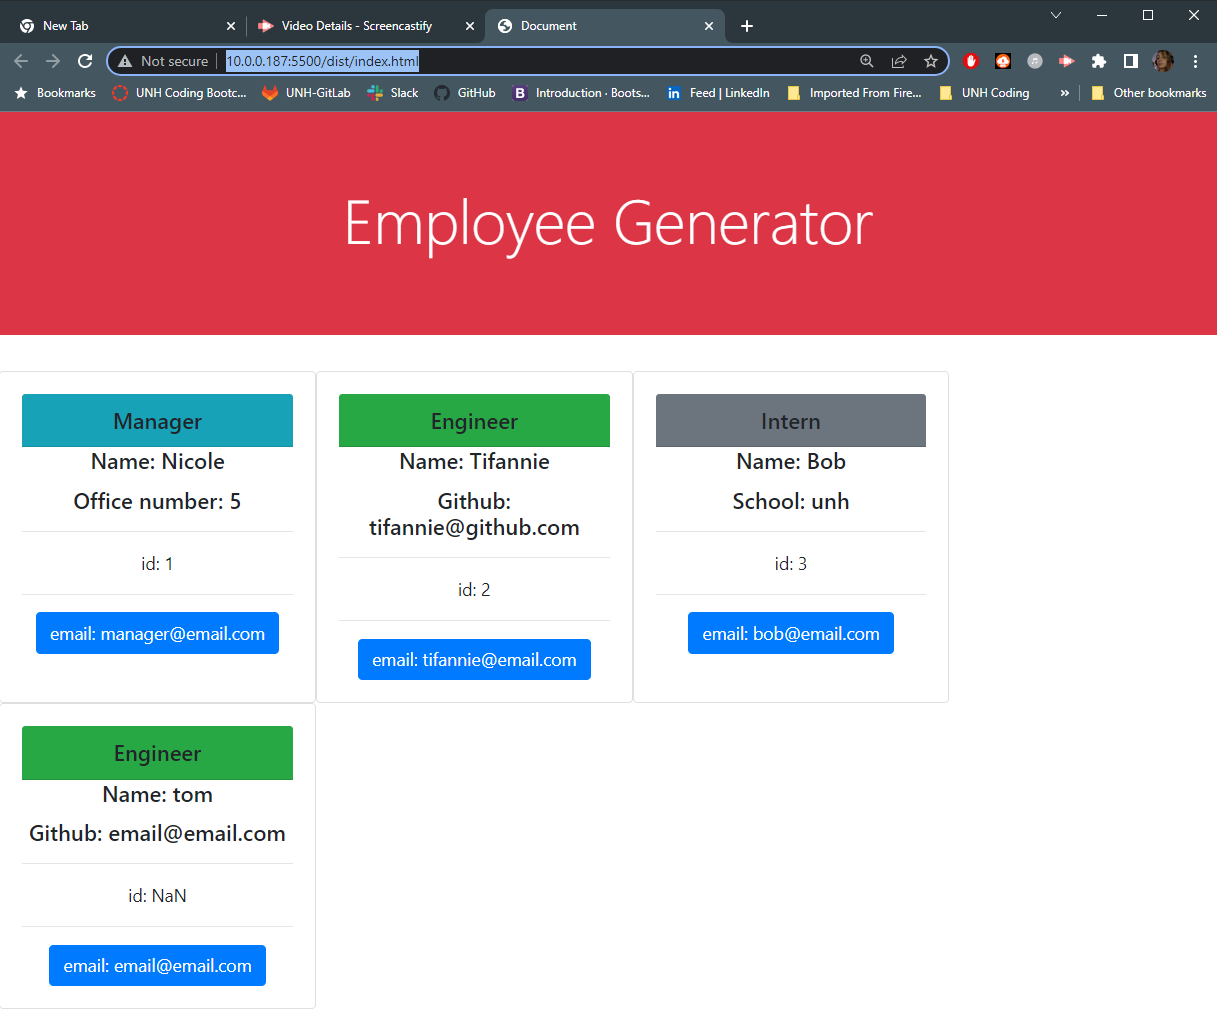 New Tab
Video Details - Screencastify
Document
Not secure
10.0.0.187:5500/dist/index.html
Bookmarks
UNH Coding Bootc...
UNH-GitLab
Slack
GitHub
B
Introduction · Boots...
in
Feed | LinkedIn
Imported From Fire...
UNH Coding
»
Other bookmarks
Employee Generator
Manager
Name: Nicole
Office number: 5
id: 1
email: manager@email.com
Engineer
Name: Tifannie
Github:
tifannie@github.com
id: 2
email: tifannie@email.com
Intern
Name: Bob
School: unh
id: 3
email: bob@email.com
Engineer
Name: tom
Github: email@email.com
id: NaN
email: email@email.com